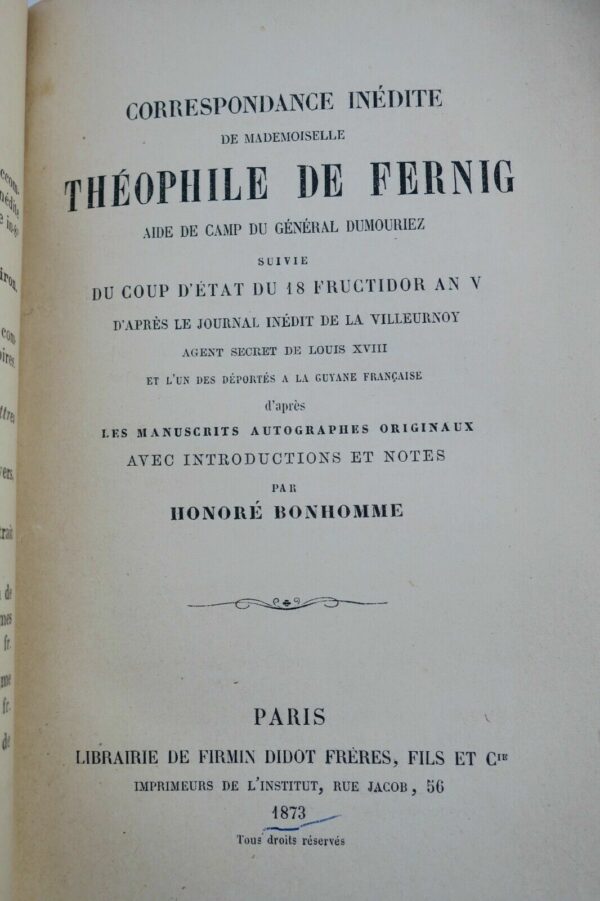 CORRESPONDANCE INÉDITE
DE MADEMOISELLE
THÉOPHILE DE FERNIG
AIDE DE CAMP DU GÉNÉRAL DUMOURIEZ
SUIVIE
DU COUP D'ÉTAT DU 18 FRUCTIDOR AN V
D'APRÈS LE JOURNAL INÉDIT DE LA VILLEURNOY
AGENT SECRET DE LOUIS XVIII
ET L'UN DES DÉPORTÉS A LA GUYANE FRANÇAISE
d'après
LES MANUSCRITS AUTOGRAPHES ORIGINAUX
AVEC INTRODUCTIONS ET NOTES
PAR
HONORÉ BONHOMME
PARIS
LIBRAIRIE DE FIRMIN DIDOT FRÈRES, FILS ET CIE
IMPRIMEURS DE L'INSTITUT, RUE JACOB, 56
1873
Tous droits réservés